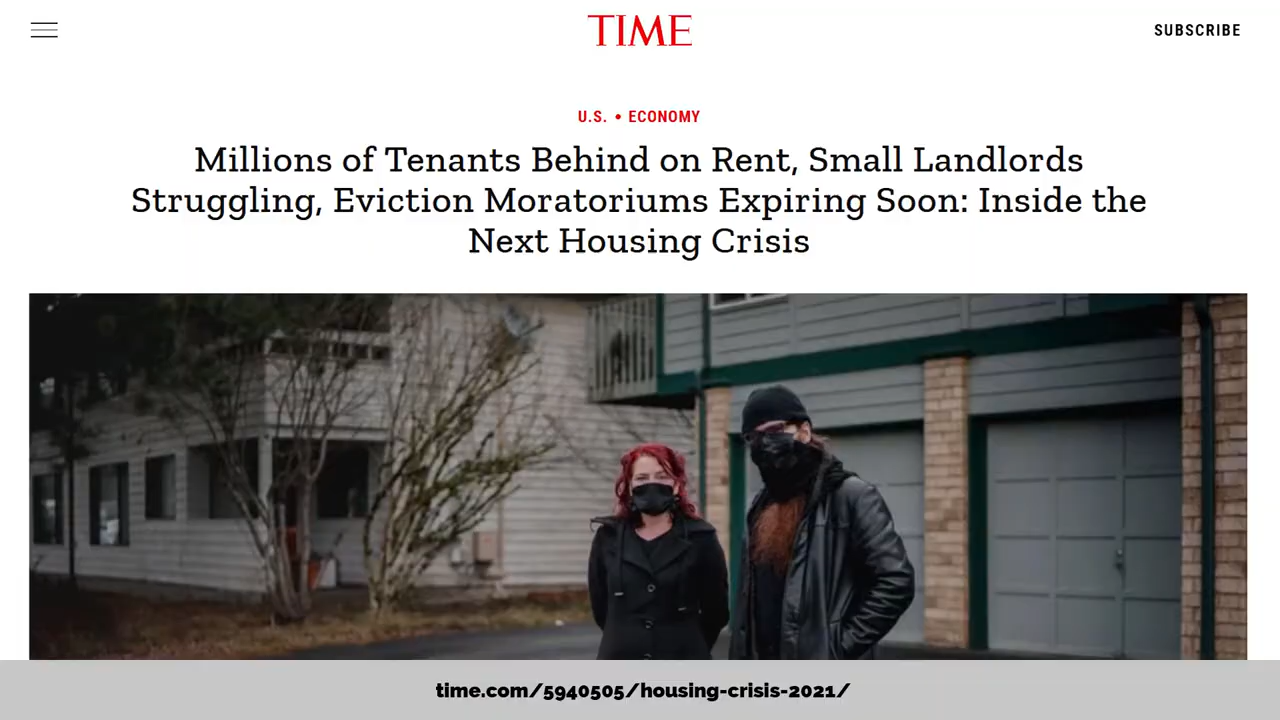 TIME
SUBSCRIBE
U.S. • ECONOMY
Millions of Tenants Behind on Rent, Small Landlords
Struggling, Eviction Moratoriums Expiring Soon: Inside the
Next Housing Crisis
time.com/5940505/housing-crisis-2021/